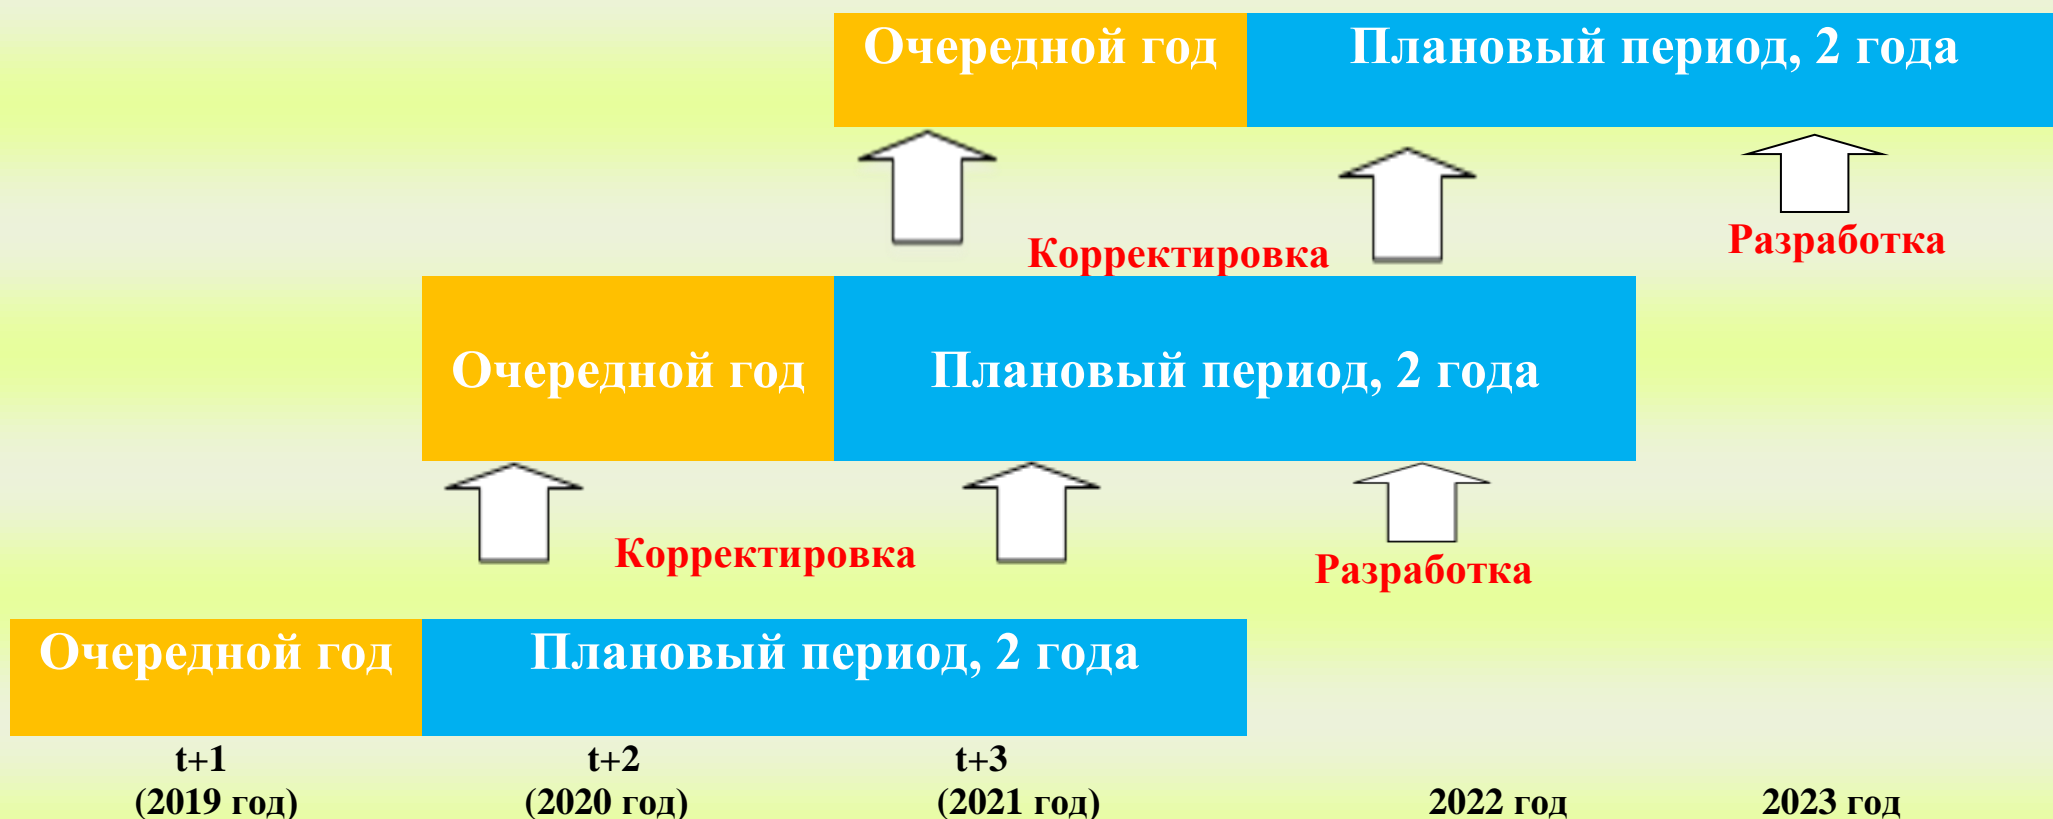 Очередной год
Плановый период, 2 года
Корректировка
Разработка
Очередной год
Плановый период, 2 года
Корректировка
Разработка
Очередной год
Плановый период, 2 года
t+1
t+2
t+3
(2019 год)
(2020 год)
(2021 год)
2022 год
2023 год